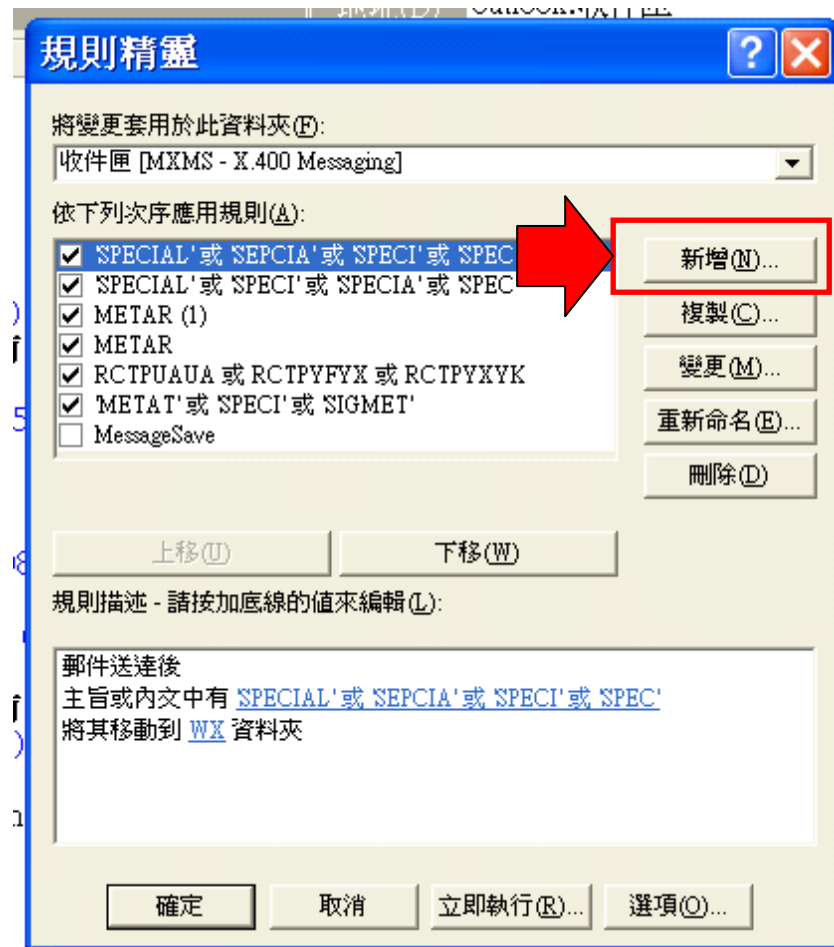 規則精靈
將變更套用於此資料夾(F):
收件匣 [MXMS - X.400 Messaging]
依下列次序應用規則(A):
'SPECIAL'或 'SEPCIA'或 'SPECI'或 'SPEC
'SPECIAL'或 'SPECI'或 'SPECIA'或 'SPEC
METAR (1)
METAR
RCTPUAUA 或 RCTPYFYX 或 RCTPYXYK
'METAT'或 'SPECI'或 'SIGMET'
MessageSave
新增(N)...
複製(C)...
變更(M)...
重新命名(E)...
刪除(D)
上移(U)
下移(W)
規則描述 - 請按加底線的值來編輯(L):
郵件送達後
主旨或內文中有 'SPECIAL'或 'SEPCIA'或 'SPECI'或 'SPEC'
將其移動到 WX 資料夾
確定
取消
立即執行(R)...
選項(O)...